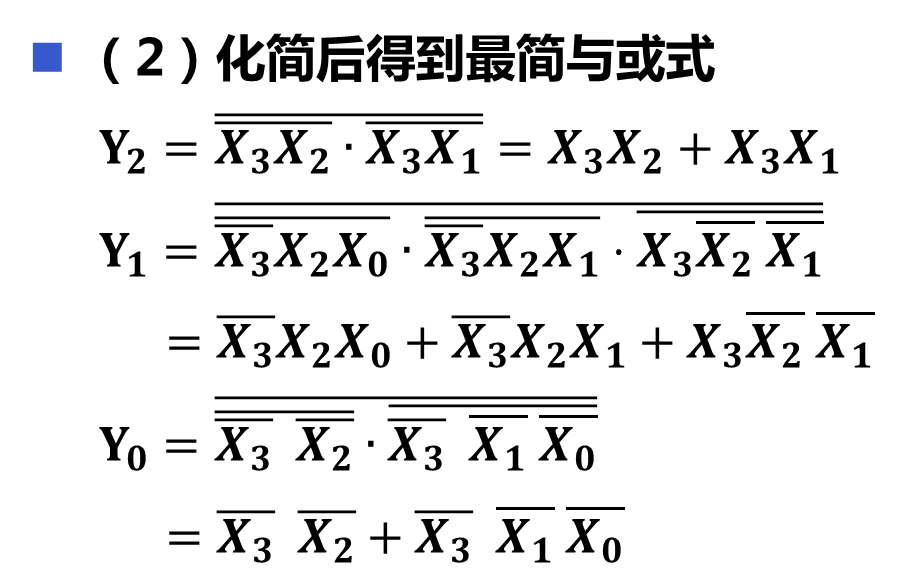 （2）化简后得到最简与或式
$Y_2 = \overline{\overline{X_3X_2} \cdot \overline{X_3X_1}} = X_3X_2 + X_3X_1$
$Y_1 = \overline{\overline{\overline{X_3}X_2X_0} \cdot \overline{\overline{X_3}X_2X_1} \cdot \overline{X_3\overline{X_2}\ \overline{X_1}}}$
$= \overline{X_3}X_2X_0 + \overline{X_3}X_2X_1 + X_3\overline{X_2}\ \overline{X_1}$
$Y_0 = \overline{\overline{\overline{X_3}\ \overline{X_2}} \cdot \overline{\overline{X_3}\ \overline{X_1}\ \overline{X_0}}}$
$= \overline{X_3}\ \overline{X_2} + \overline{X_3}\ \overline{X_1}\ \overline{X_0}$